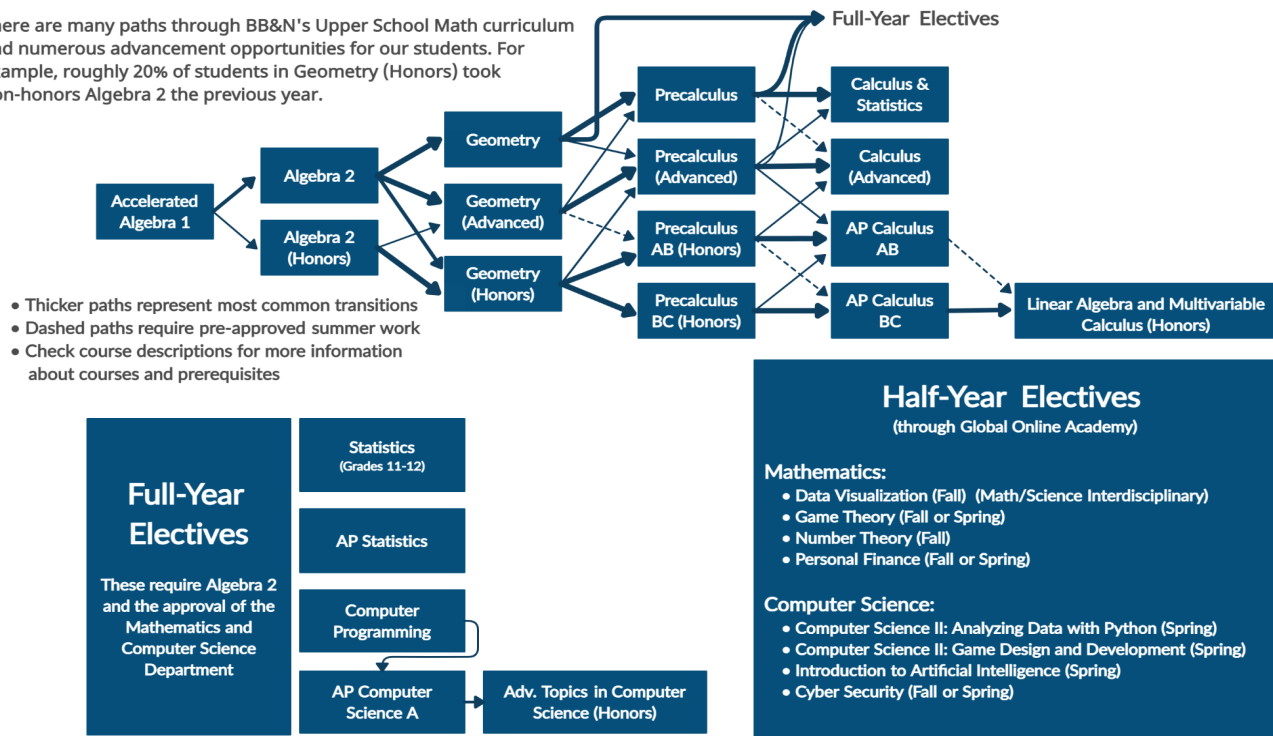 here are many paths through BB&N's Upper School Math curriculum
nd numerous advancement opportunities for our students. For
xample, roughly 20% of students in Geometry (Honors) took
on-honors Algebra 2 the previous year.
Full-Year Electives
Accelerated
Algebra 1
Algebra 2
Algebra 2
(Honors)
Geometry
Geometry
(Advanced)
Geometry
(Honors)
Precalculus
Precalculus
(Advanced)
Precalculus
AB (Honors)
Precalculus
BC (Honors)
Calculus &
Statistics
Calculus
(Advanced)
AP Calculus
AB
AP Calculus
BC
Linear Algebra and Multivariable
Calculus (Honors)
• Thicker paths represent most common transitions
• Dashed paths require pre-approved summer work
• Check course descriptions for more information
about courses and prerequisites
Full-Year
Electives
These require Algebra 2
and the approval of the
Mathematics and
Computer Science
Department
Statistics
(Grades 11-12)
AP Statistics
Computer
Programming
AP Computer
Science A
Adv. Topics in Computer
Science (Honors)
Half-Year Electives
(through Global Online Academy)
Mathematics:
• Data Visualization (Fall) (Math/Science Interdisciplinary)
• Game Theory (Fall or Spring)
• Number Theory (Fall)
• Personal Finance (Fall or Spring)
Computer Science:
• Computer Science II: Analyzing Data with Python (Spring)
• Computer Science II: Game Design and Development (Spring)
• Introduction to Artificial Intelligence (Spring)
• Cyber Security (Fall or Spring)